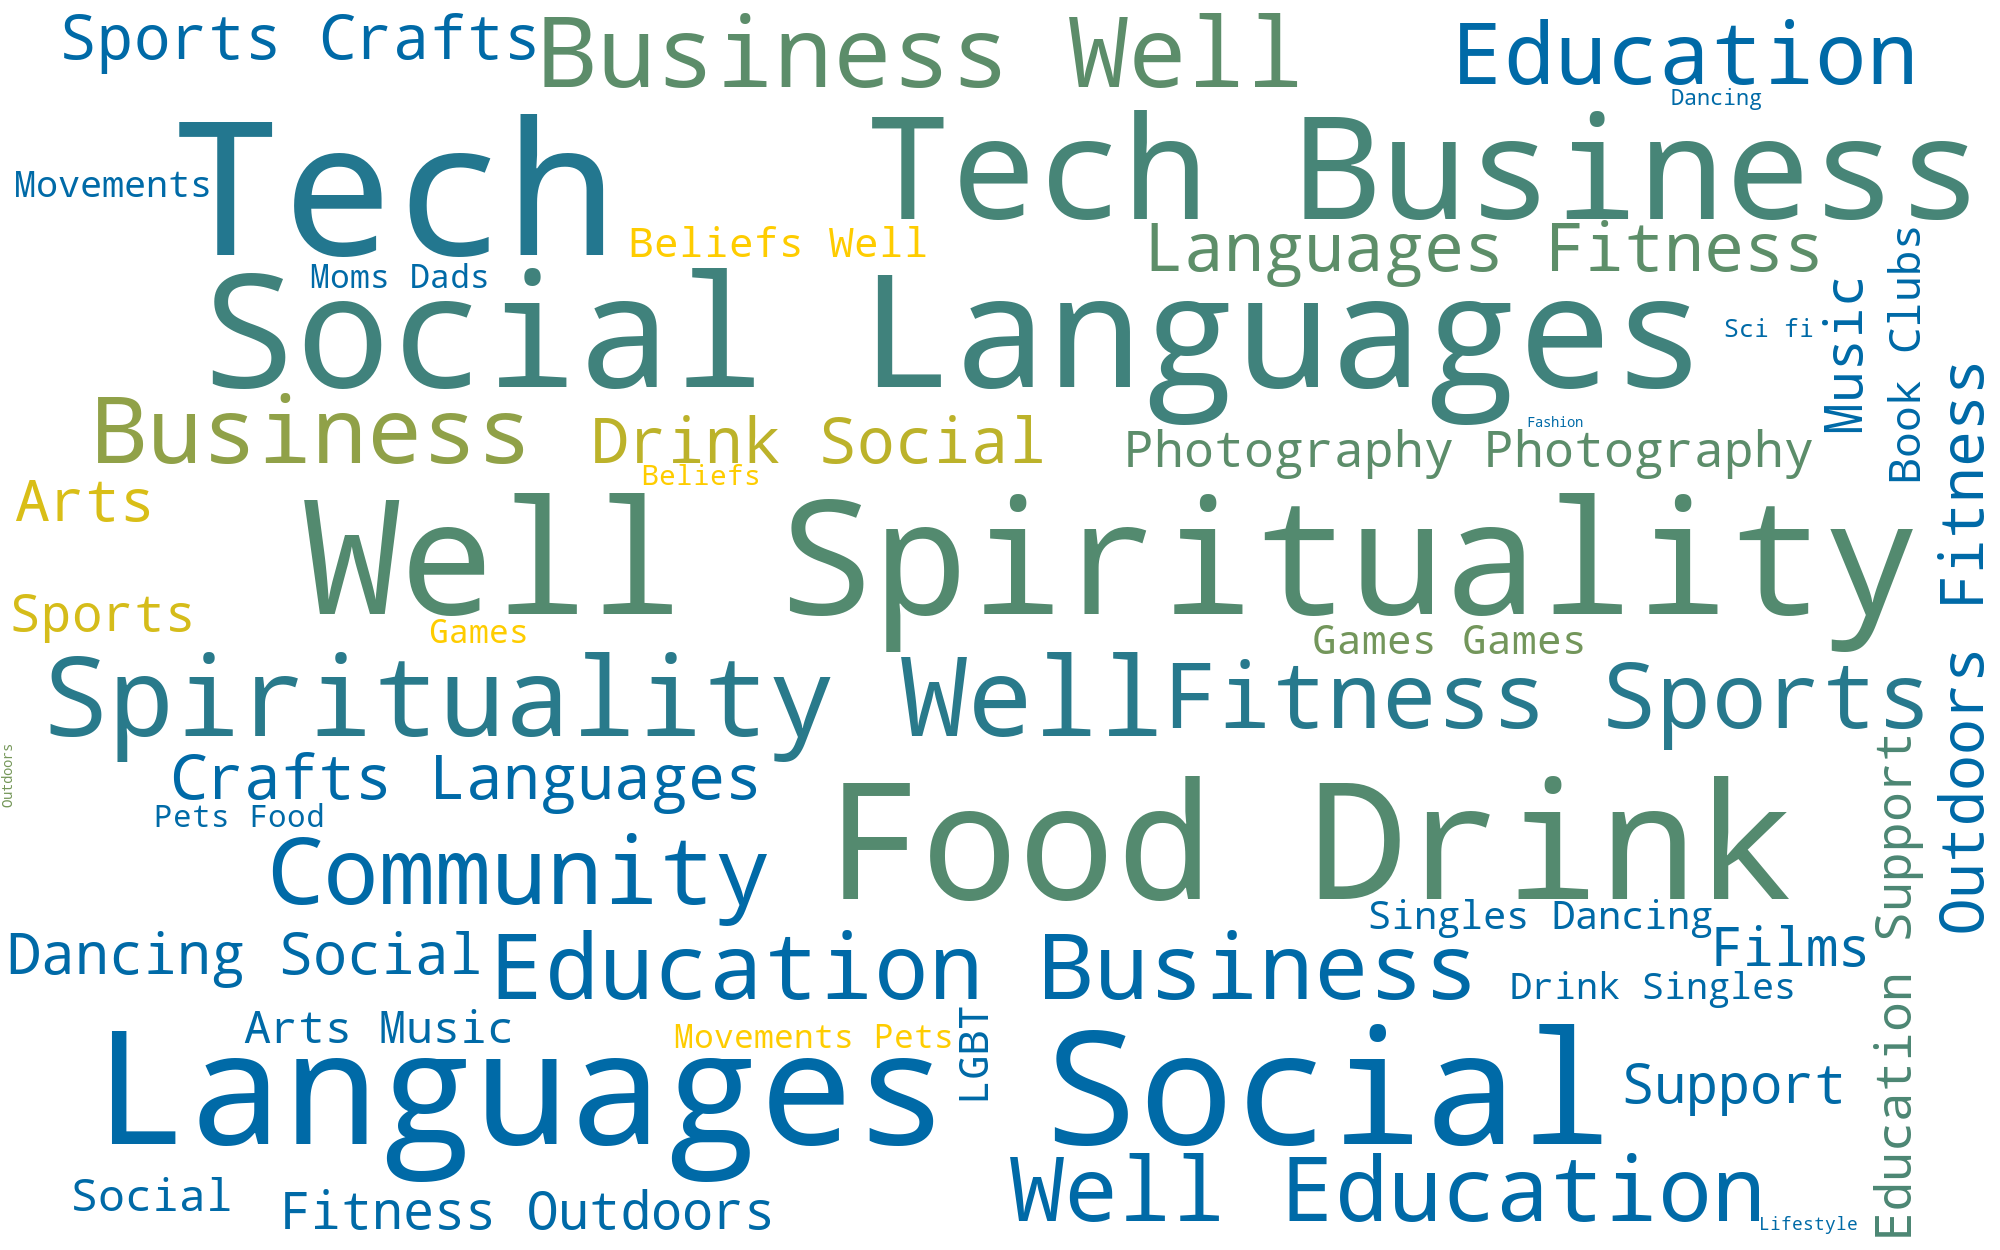 Sports Crafts
Business Well
Education
Dancing
Tech
Tech Business
Movements
Beliefs Well
Languages Fitness
Moms Dads
Social Languages
Sci fi
Music
Book Clubs
Business
Drink Social
Fashion
Photography Photography
Beliefs
Arts
Well Spirituality
Outdoors Fitness
Sports
Games
Games Games
Spirituality Well
Fitness Sports
Outdoors
Crafts Languages
Pets Food
Food Drink
Community
Education Support
Singles Dancing
Films
Dancing Social
Education Business
Drink Singles
Arts Music
Movements Pets
LGBT
Languages
Social
Support
Well Education
Social
Fitness Outdoors
Lifestyle